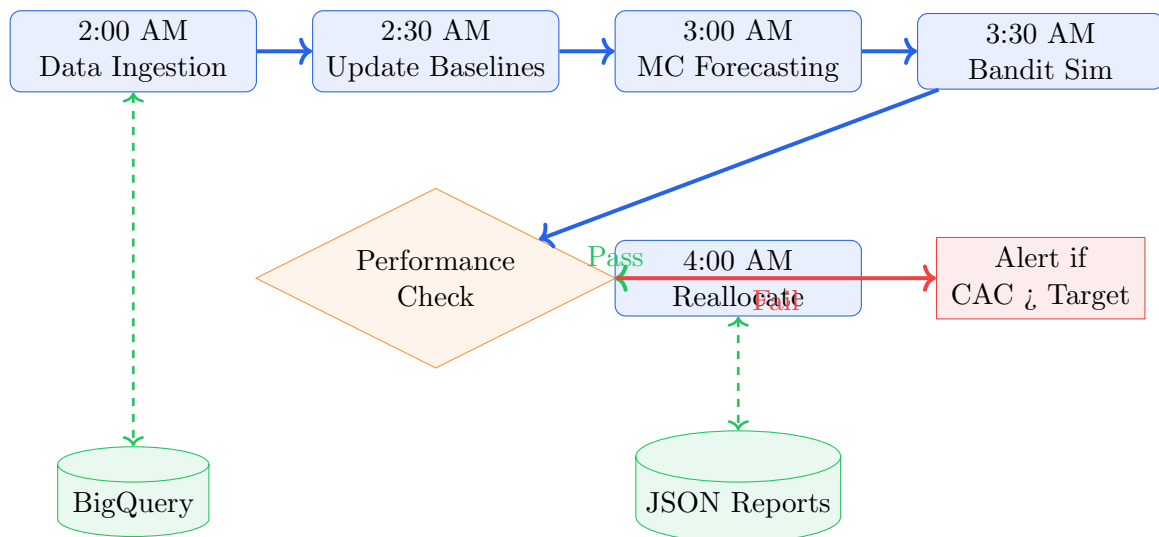 2:00 AM
Data Ingestion
2:30 AM
Update Baselines
3:00 AM
MC Forecasting
3:30 AM
Bandit Sim
Performance
Check
Pass
4:00 AM
Reallocate
Fail
Alert if
CAC ¿ Target
BigQuery
JSON Reports